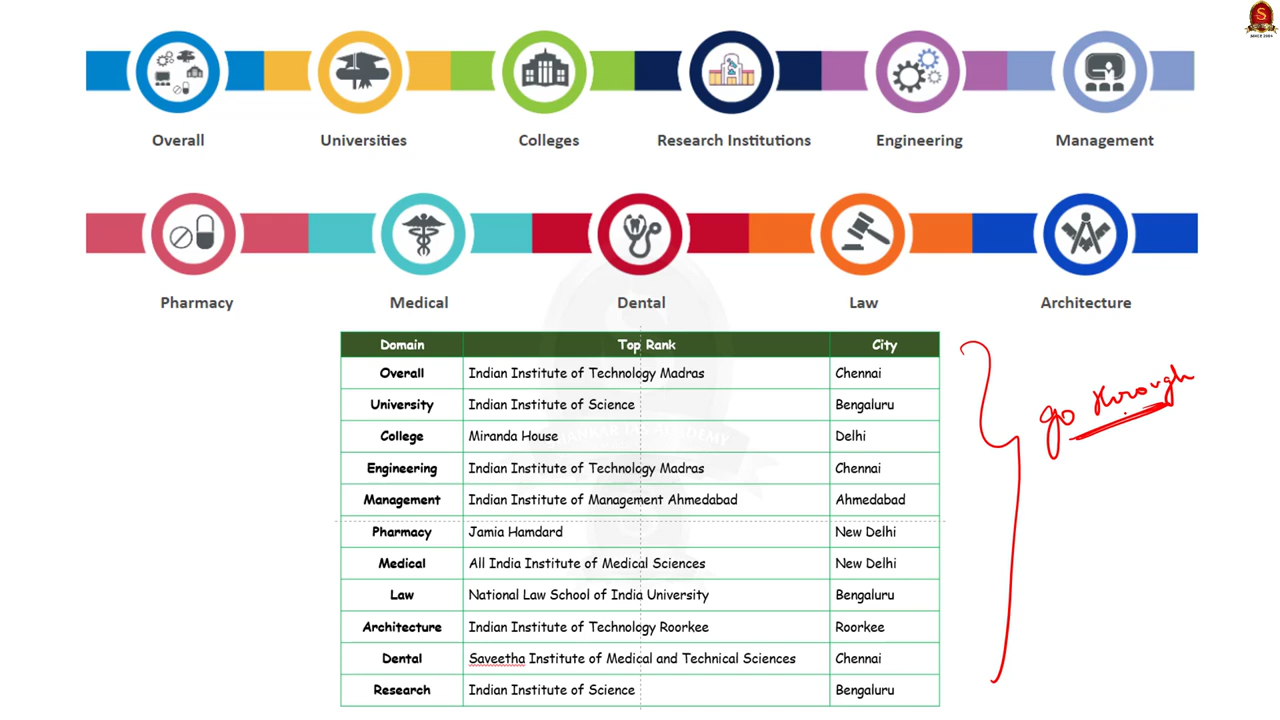 S
SINCE 2004
Overall
Universities
Colleges
Research Institutions
Engineering
Management
Pharmacy
Medical
Dental
Law
Architecture
Domain Top Rank City
Overall Indian Institute of Technology Madras Chennai
University Indian Institute of Science Bengaluru
College Miranda House Delhi
Engineering Indian Institute of Technology Madras Chennai
Management Indian Institute of Management Ahmedabad Ahmedabad
Pharmacy Jamia Hamdard New Delhi
Medical All India Institute of Medical Sciences New Delhi
Law National Law School of India University Bengaluru
Architecture Indian Institute of Technology Roorkee Roorkee
Dental Saveetha Institute of Medical and Technical Sciences Chennai
Research Indian Institute of Science Bengaluru
go through